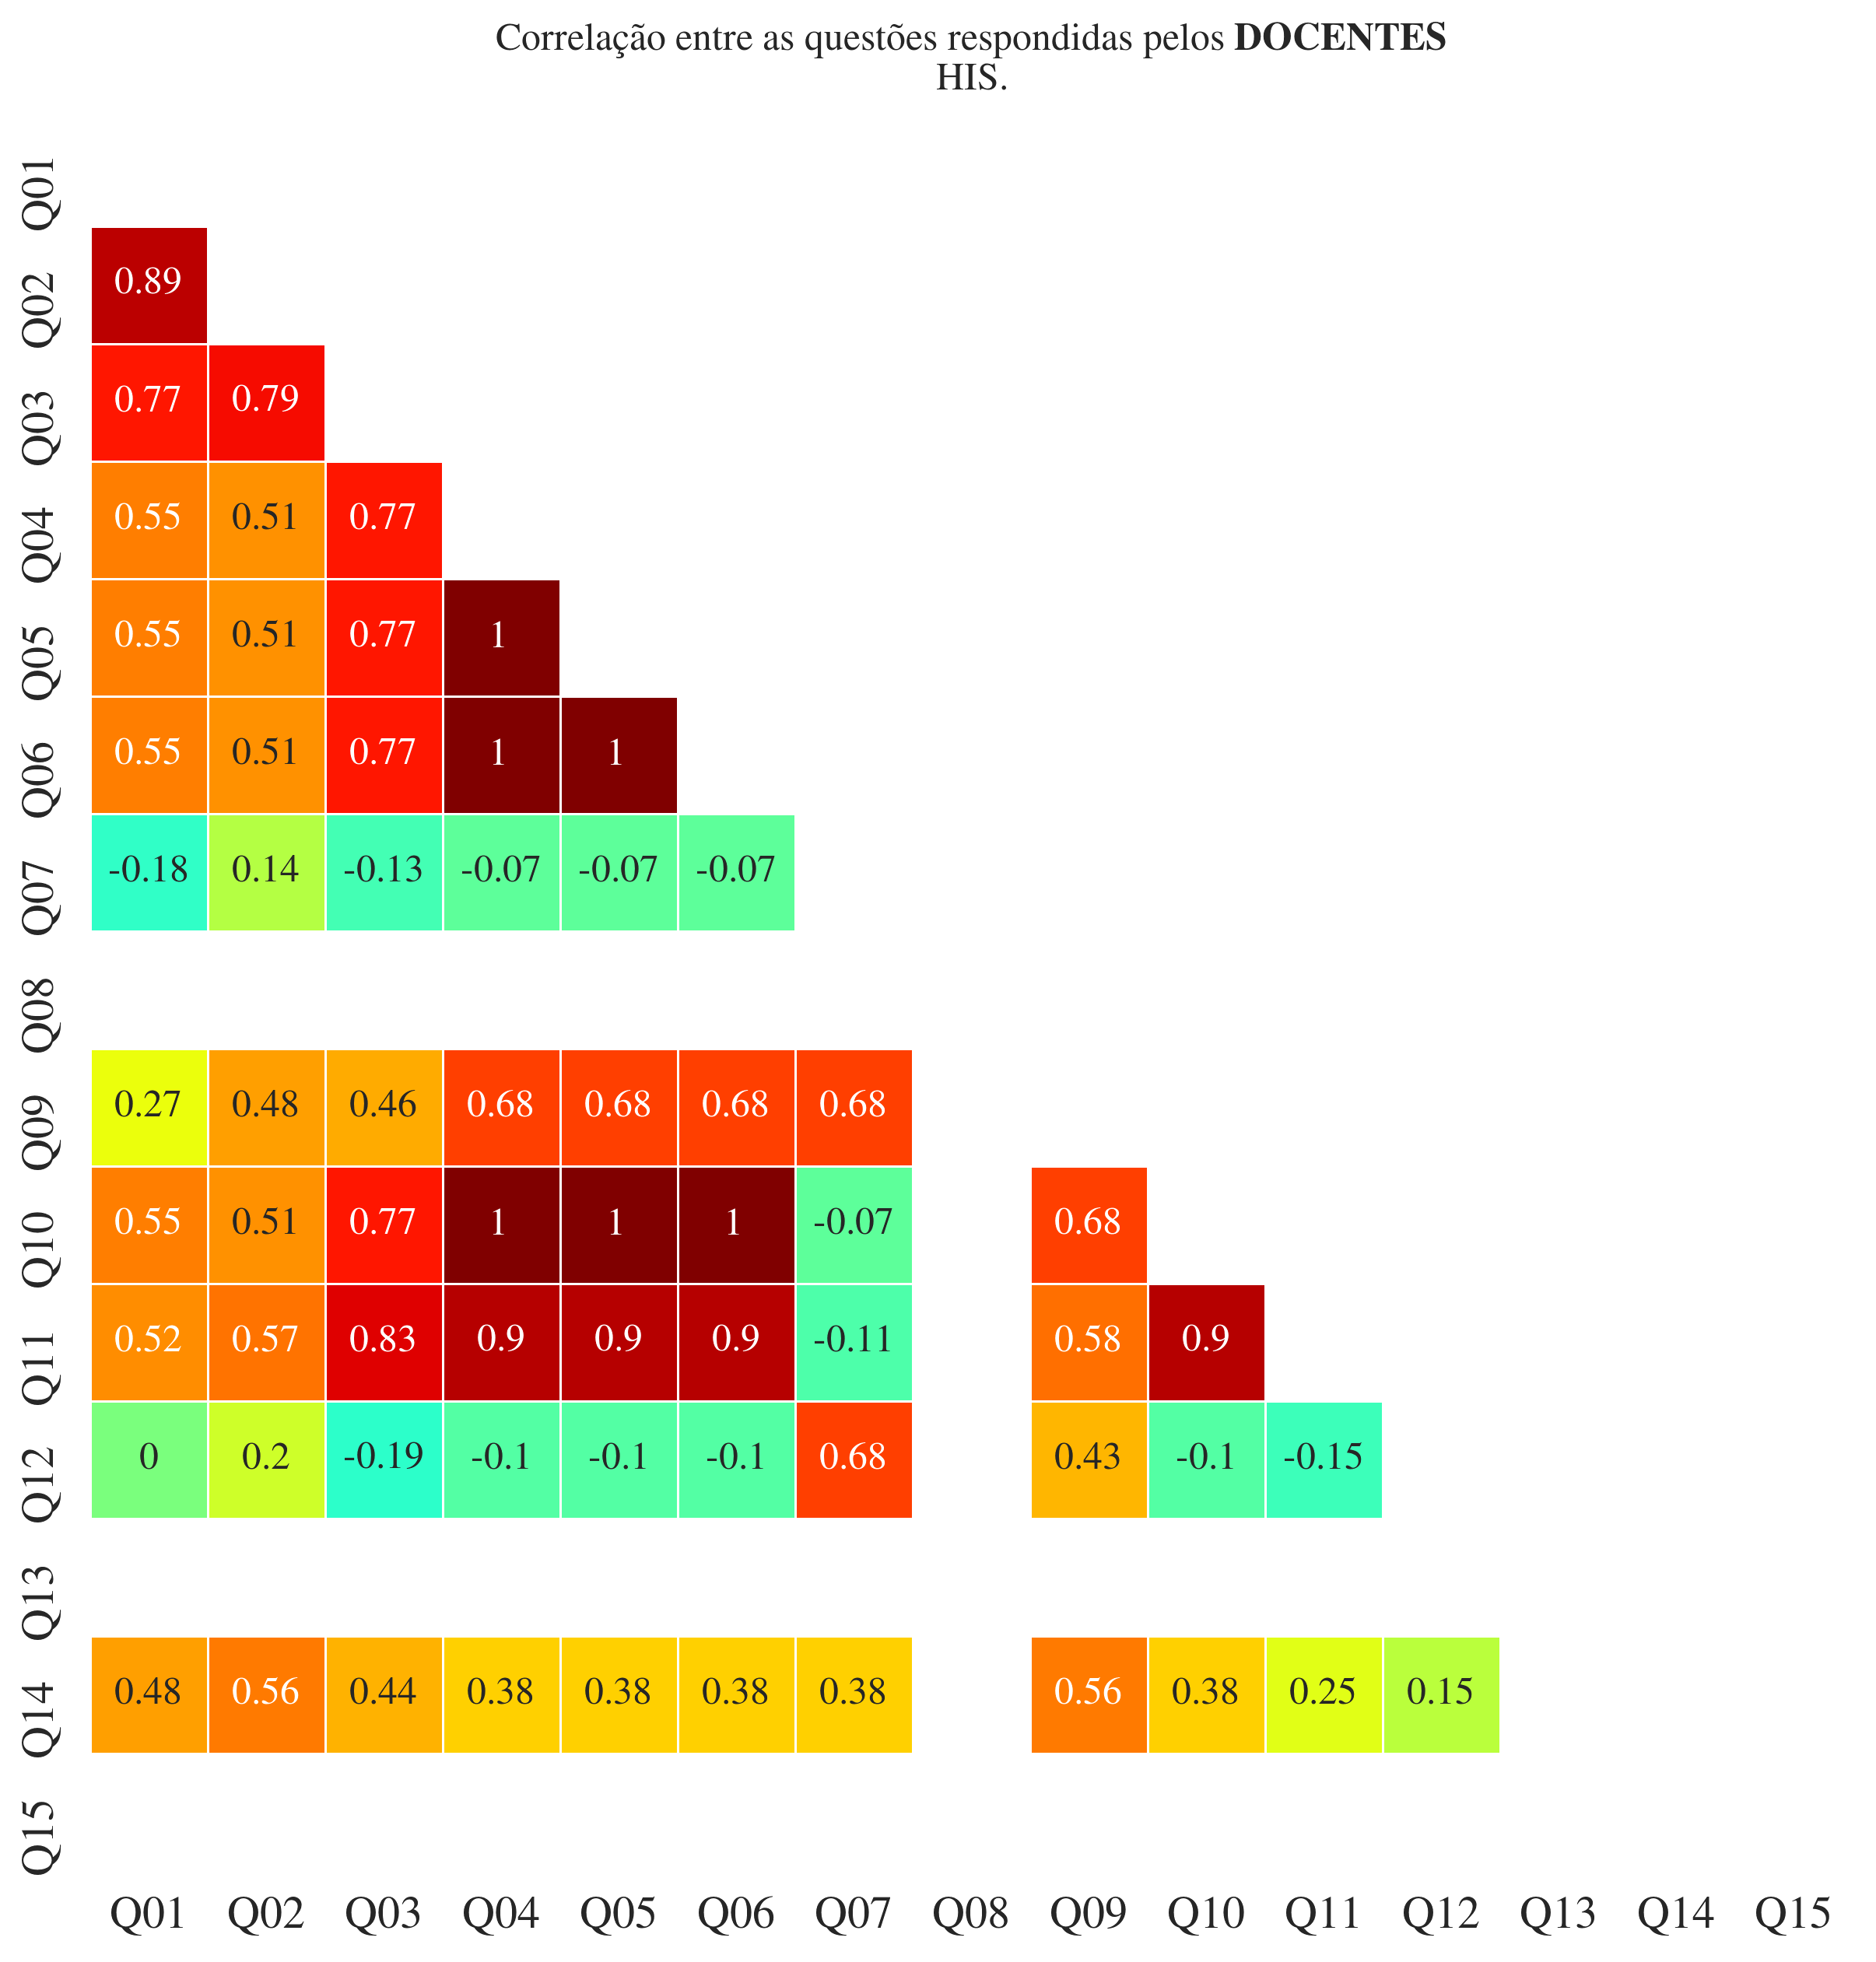 Correlação entre as questões respondidas pelos DOCENTES
HIS.
Q01
Q02 0.89
Q03 0.77 0.79
Q04 0.55 0.51 0.77
Q05 0.55 0.51 0.77 1
Q06 0.55 0.51 0.77 1 1
Q07 -0.18 0.14 -0.13 -0.07 -0.07 -0.07
Q08
Q09 0.27 0.48 0.46 0.68 0.68 0.68 0.68
Q10 0.55 0.51 0.77 1 1 1 -0.07 0.68
Q11 0.52 0.57 0.83 0.9 0.9 0.9 -0.11 0.58 0.9
Q12 0 0.2 -0.19 -0.1 -0.1 -0.1 0.68 0.43 -0.1 -0.15
Q13
Q14 0.48 0.56 0.44 0.38 0.38 0.38 0.38 0.56 0.38 0.25 0.15
Q15
Q01 Q02 Q03 Q04 Q05 Q06 Q07 Q08 Q09 Q10 Q11 Q12 Q13 Q14 Q15